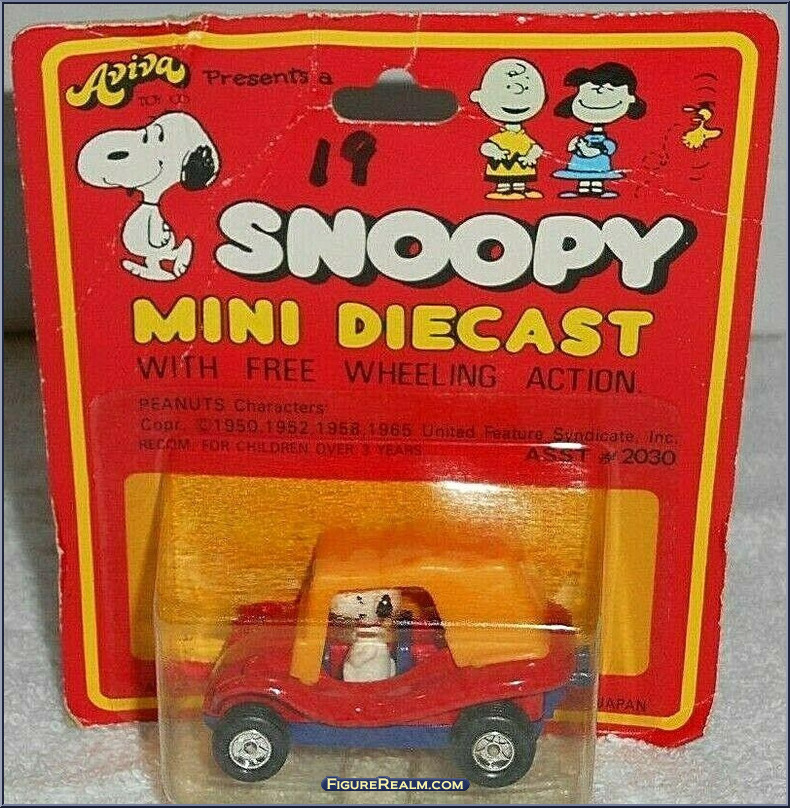 Aviva
TOY CO.
Presents a
19
SNOOPY
MINI DIECAST
WITH FREE WHEELING ACTION.
PEANUTS Characters
Copr. ©1950,1952,1958,1965 United Feature Syndicate, Inc.
RECOM. FOR CHILDREN OVER 3 YEARS
ASST # 2030
JAPAN
FIGUREREALM.COM